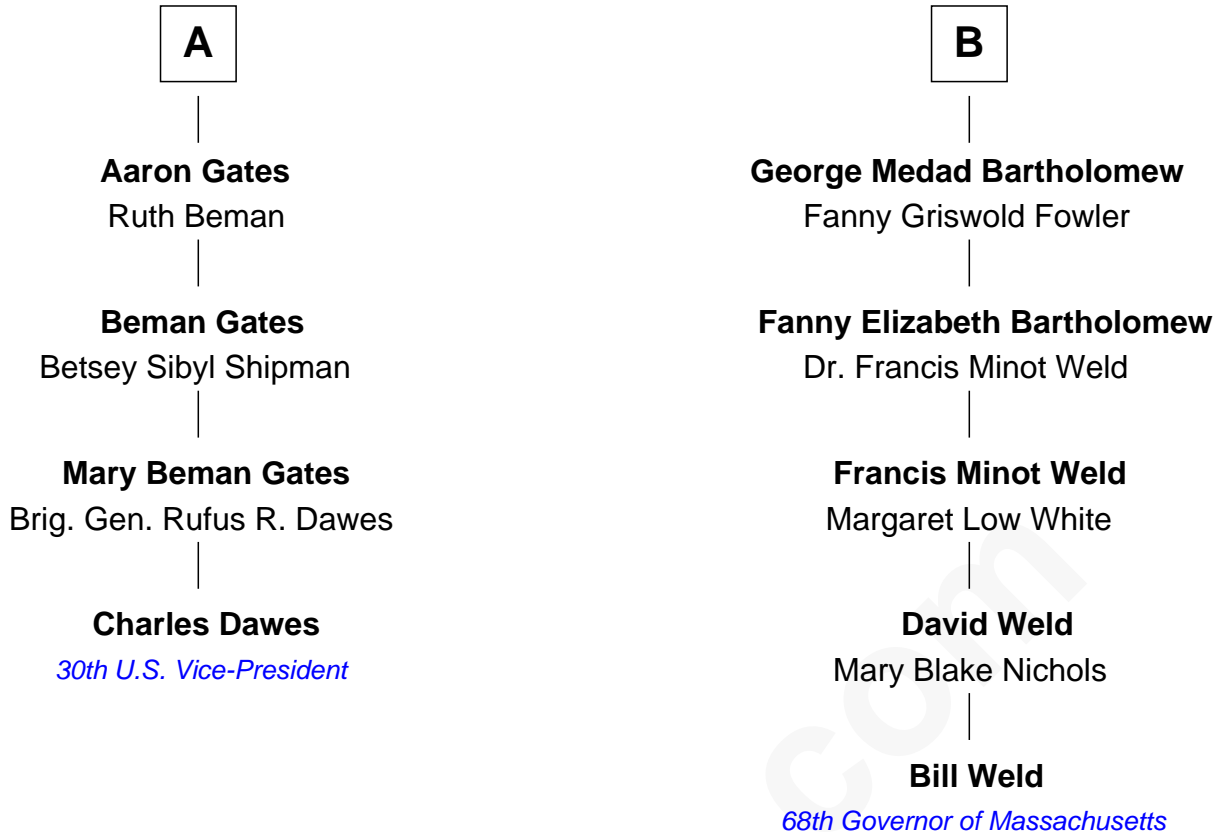 A
Aaron Gates
Ruth Beman
Beman Gates
Betsey Sibyl Shipman
Mary Beman Gates
Brig. Gen. Rufus R. Dawes
Charles Dawes
30th U.S. Vice-President
B
George Medad Bartholomew
Fanny Griswold Fowler
Fanny Elizabeth Bartholomew
Dr. Francis Minot Weld
Francis Minot Weld
Margaret Low White
David Weld
Mary Blake Nichols
Bill Weld
68th Governor of Massachusetts
com